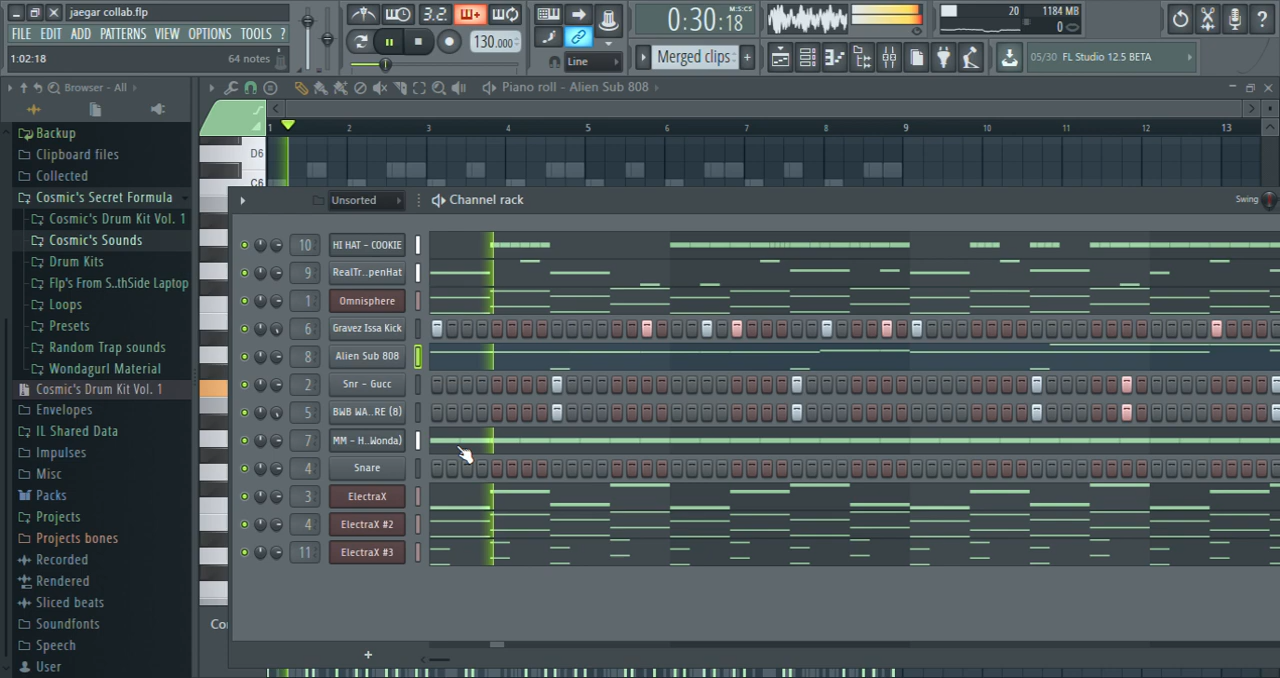 jaegar collab.flp
FILE EDIT ADD PATTERNS VIEW OPTIONS TOOLS ?
1:02:18 64 notes
3.2.
130.000
Line
0:30:18
M:S:CS
Merged clips
20 1184 MB
0
05/30 FL Studio 12.5 BETA
Browser - All
Piano roll - Alien Sub 808
1 2 3 4 5 6 7 8 9 10 11 12 13
D6
C6
Backup
Clipboard files
Collected
Cosmic's Secret Formula
Cosmic's Drum Kit Vol. 1
Cosmic's Sounds
Drum Kits
Flp's From S..thSide Laptop
Loops
Presets
Random Trap sounds
Wondagurl Material
Cosmic's Drum Kit Vol. 1
Envelopes
IL Shared Data
Impulses
Misc
Packs
Projects
Projects bones
Recorded
Rendered
Sliced beats
Soundfonts
Speech
User
Unsorted
Channel rack
Swing
10 HI HAT - COOKIE
9 RealTr...penHat
1 Omnisphere
6 Gravez Issa Kick
8 Alien Sub 808
2 Snr - Gucc
5 BWB WA...RE (8)
7 MM - H..Wonda)
4 Snare
3 ElectraX
4 ElectraX #2
11 ElectraX #3
Co
+